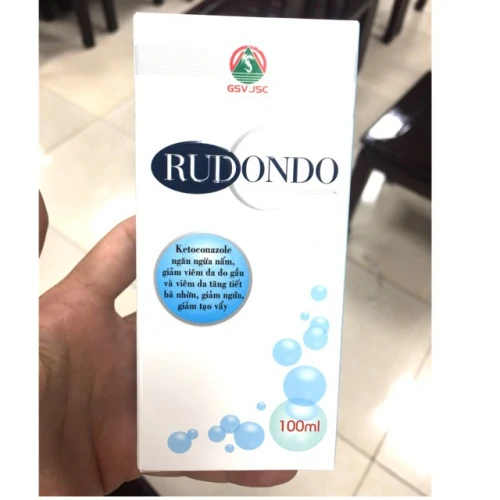 GSV.,JSC
RUDONDO
Ketoconazole
ngăn ngừa nấm,
giảm viêm da do gầu
và viêm da tăng tiết
bã nhờn, giảm ngứa,
giảm tạo vẩy
100ml